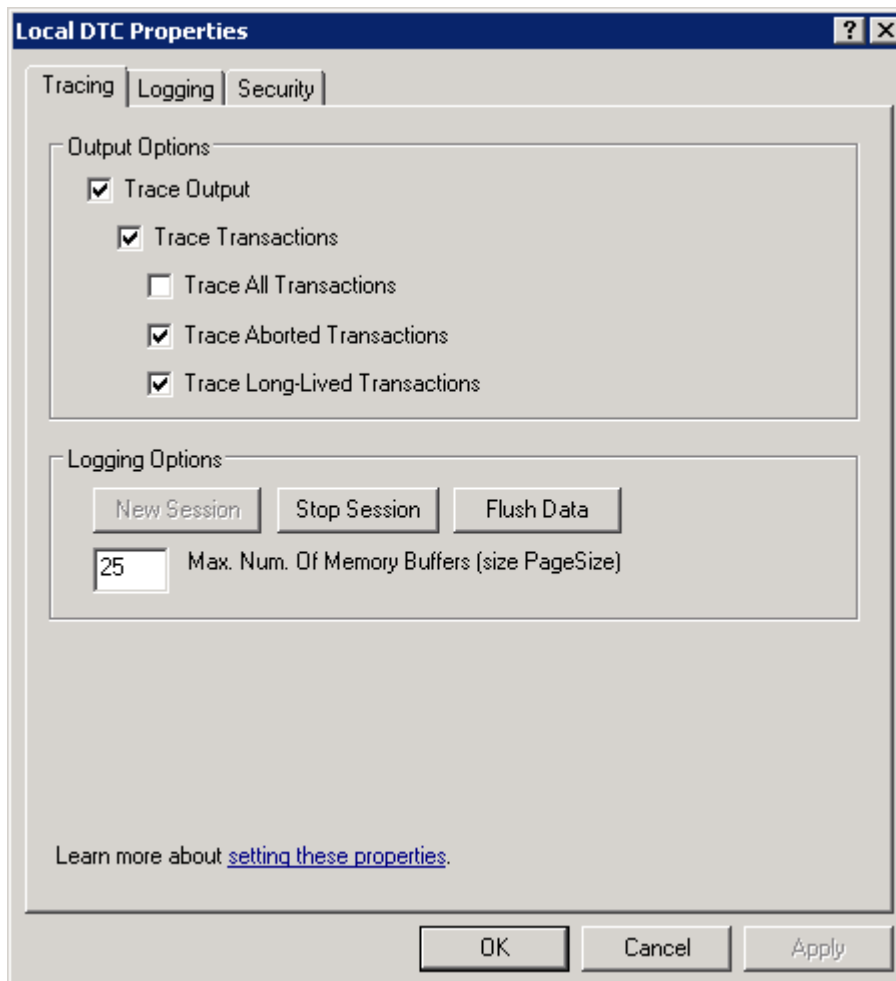 Local DTC Properties
Tracing Logging Security
Output Options
Trace Output
Trace Transactions
Trace All Transactions
Trace Aborted Transactions
Trace Long-Lived Transactions
Logging Options
New Session Stop Session Flush Data
25 Max. Num. Of Memory Buffers (size PageSize)
Learn more about setting these properties.
OK Cancel Apply